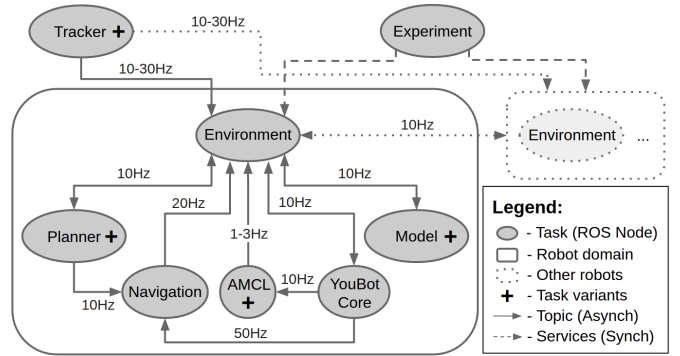 Tracker +
10-30Hz
Experiment
10-30Hz
Environment
10Hz
Environment
...
10Hz
20Hz
10Hz
10Hz
Planner +
1-3Hz
Model +
Navigation
AMCL
+
10Hz
YouBot
Core
10Hz
50Hz
Legend:
- Task (ROS Node)
- Robot domain
- Other robots
+ - Task variants
- Topic (Asynch)
- Services (Synch)